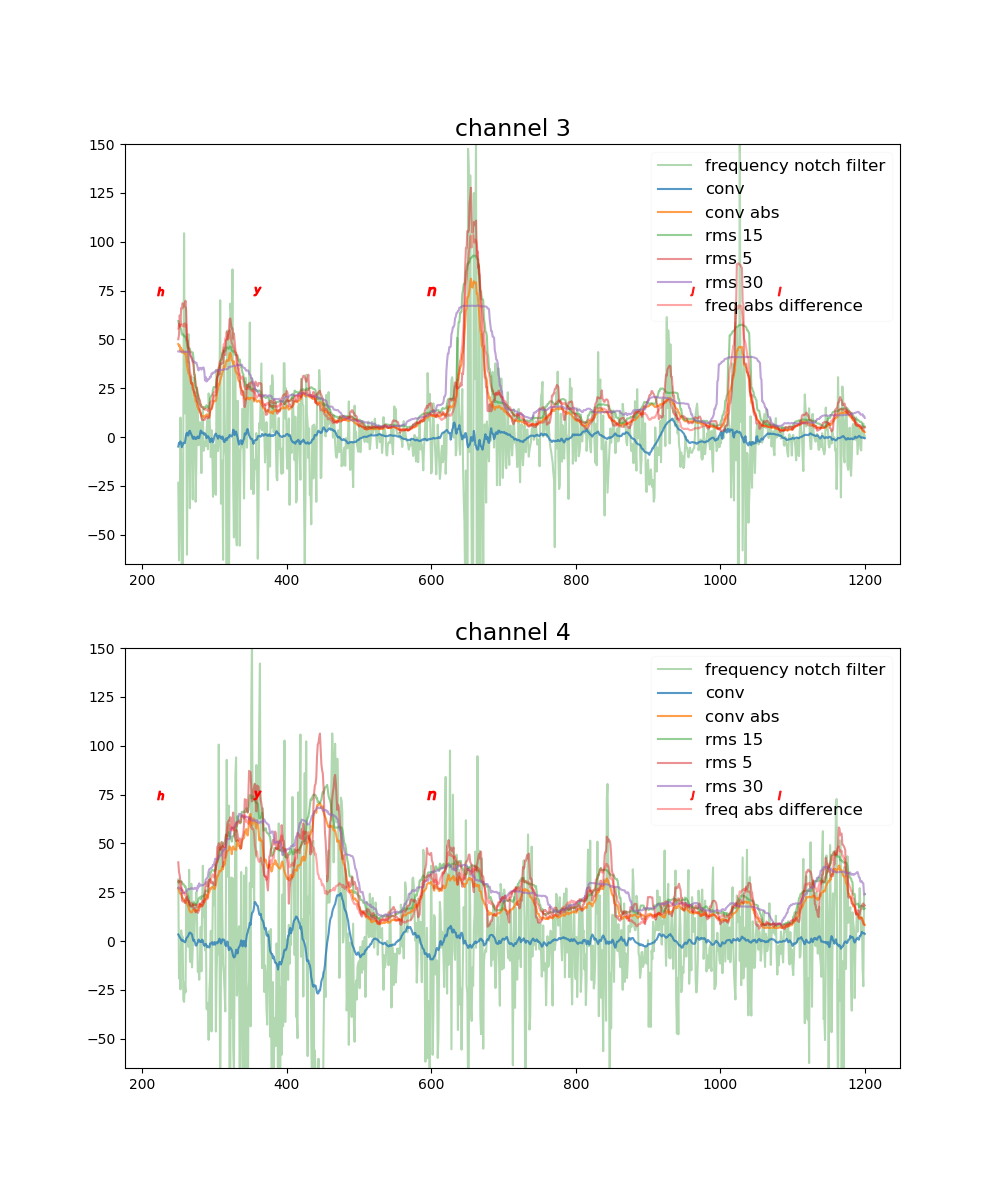 channel 3
150
125
100
75
50
25
0
−25
−50
frequency notch filter
conv
conv abs
rms 15
rms 5
rms 30
freq abs difference
h y n J l
200 400 600 800 1000 1200
channel 4
150
125
100
75
50
25
0
−25
−50
frequency notch filter
conv
conv abs
rms 15
rms 5
rms 30
freq abs difference
h y n J l
200 400 600 800 1000 1200